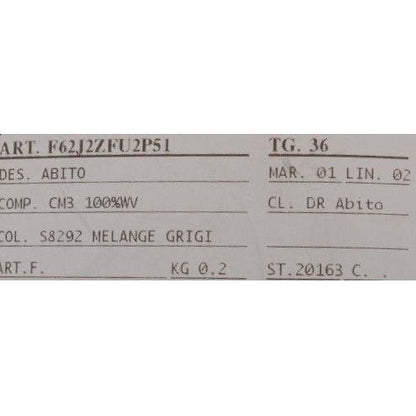 ART. F62J2ZFU2P51 TG. 36
DES. ABITO MAR. 01 LIN. 02
COMP. CM3 100%WV CL. DR Abito
COL. S8292 MELANGE GRIGI
ART.F. KG 0.2 ST.20163 C. .